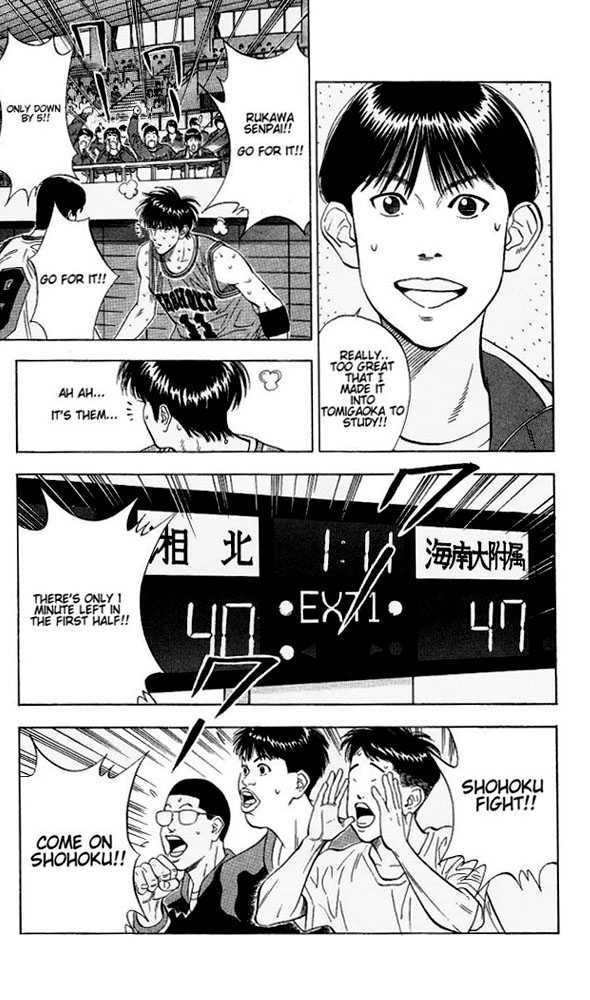 REALLY..
TOO GREAT
THAT I
MADE IT
INTO
TOMIGAOKA TO
STUDY!!
RUKAWA
SENPAI!!
GO FOR IT!!
ONLY DOWN
BY 5!!
GO FOR IT!!
11
AH AH...
IT'S THEM...
THERE'S ONLY 1
MINUTE LEFT IN
THE FIRST HALF!!
相北 1:11 海南大附属
40 EXT1 47
SHOHOKU
FIGHT!!
COME ON
SHOHOKU!!